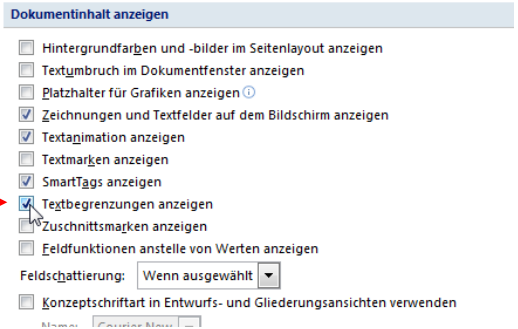 Dokumentinhalt anzeigen
Hintergrundfarben und -bilder im Seitenlayout anzeigen
Textumbruch im Dokumentfenster anzeigen
Platzhalter für Grafiken anzeigen
Zeichnungen und Textfelder auf dem Bildschirm anzeigen
Textanimation anzeigen
Textmarken anzeigen
SmartTags anzeigen
Textbegrenzungen anzeigen
Zuschnittsmarken anzeigen
Feldfunktionen anstelle von Werten anzeigen
Feldschattierung: Wenn ausgewählt
Konzeptschriftart in Entwurfs- und Gliederungsansichten verwenden
Name: Courier New